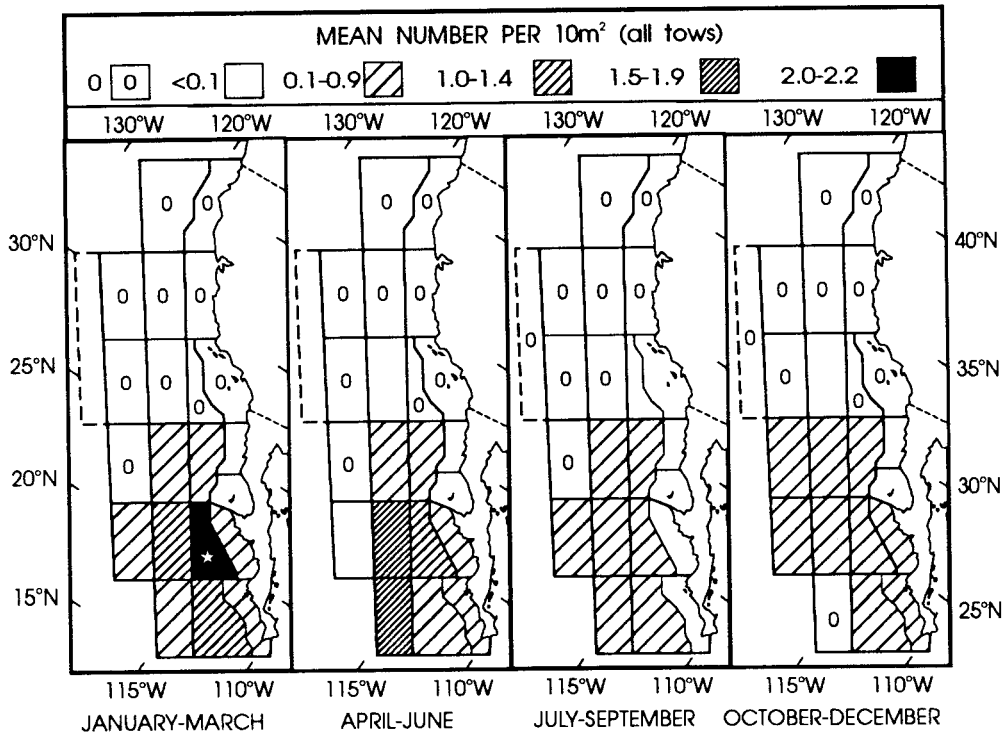 MEAN NUMBER PER 10m² (all tows)
0 0 <0.1 0.1-0.9 1.0-1.4 1.5-1.9 2.0-2.2
130°W 120°W 130°W 120°W 130°W 120°W 130°W 120°W
0 0 0 0 0 0 0 0
30°N 40°N
0 0 0 0 0 0 0 0 0 0 0 0
0 0
25°N 35°N
0 0 0 0 0 0 0 0 0
0 0 0
0 0 0
20°N 30°N
15°N 25°N
0
115°W 110°W 115°W 110°W 115°W 110°W 115°W 110°W
JANUARY-MARCH APRIL-JUNE JULY-SEPTEMBER OCTOBER-DECEMBER